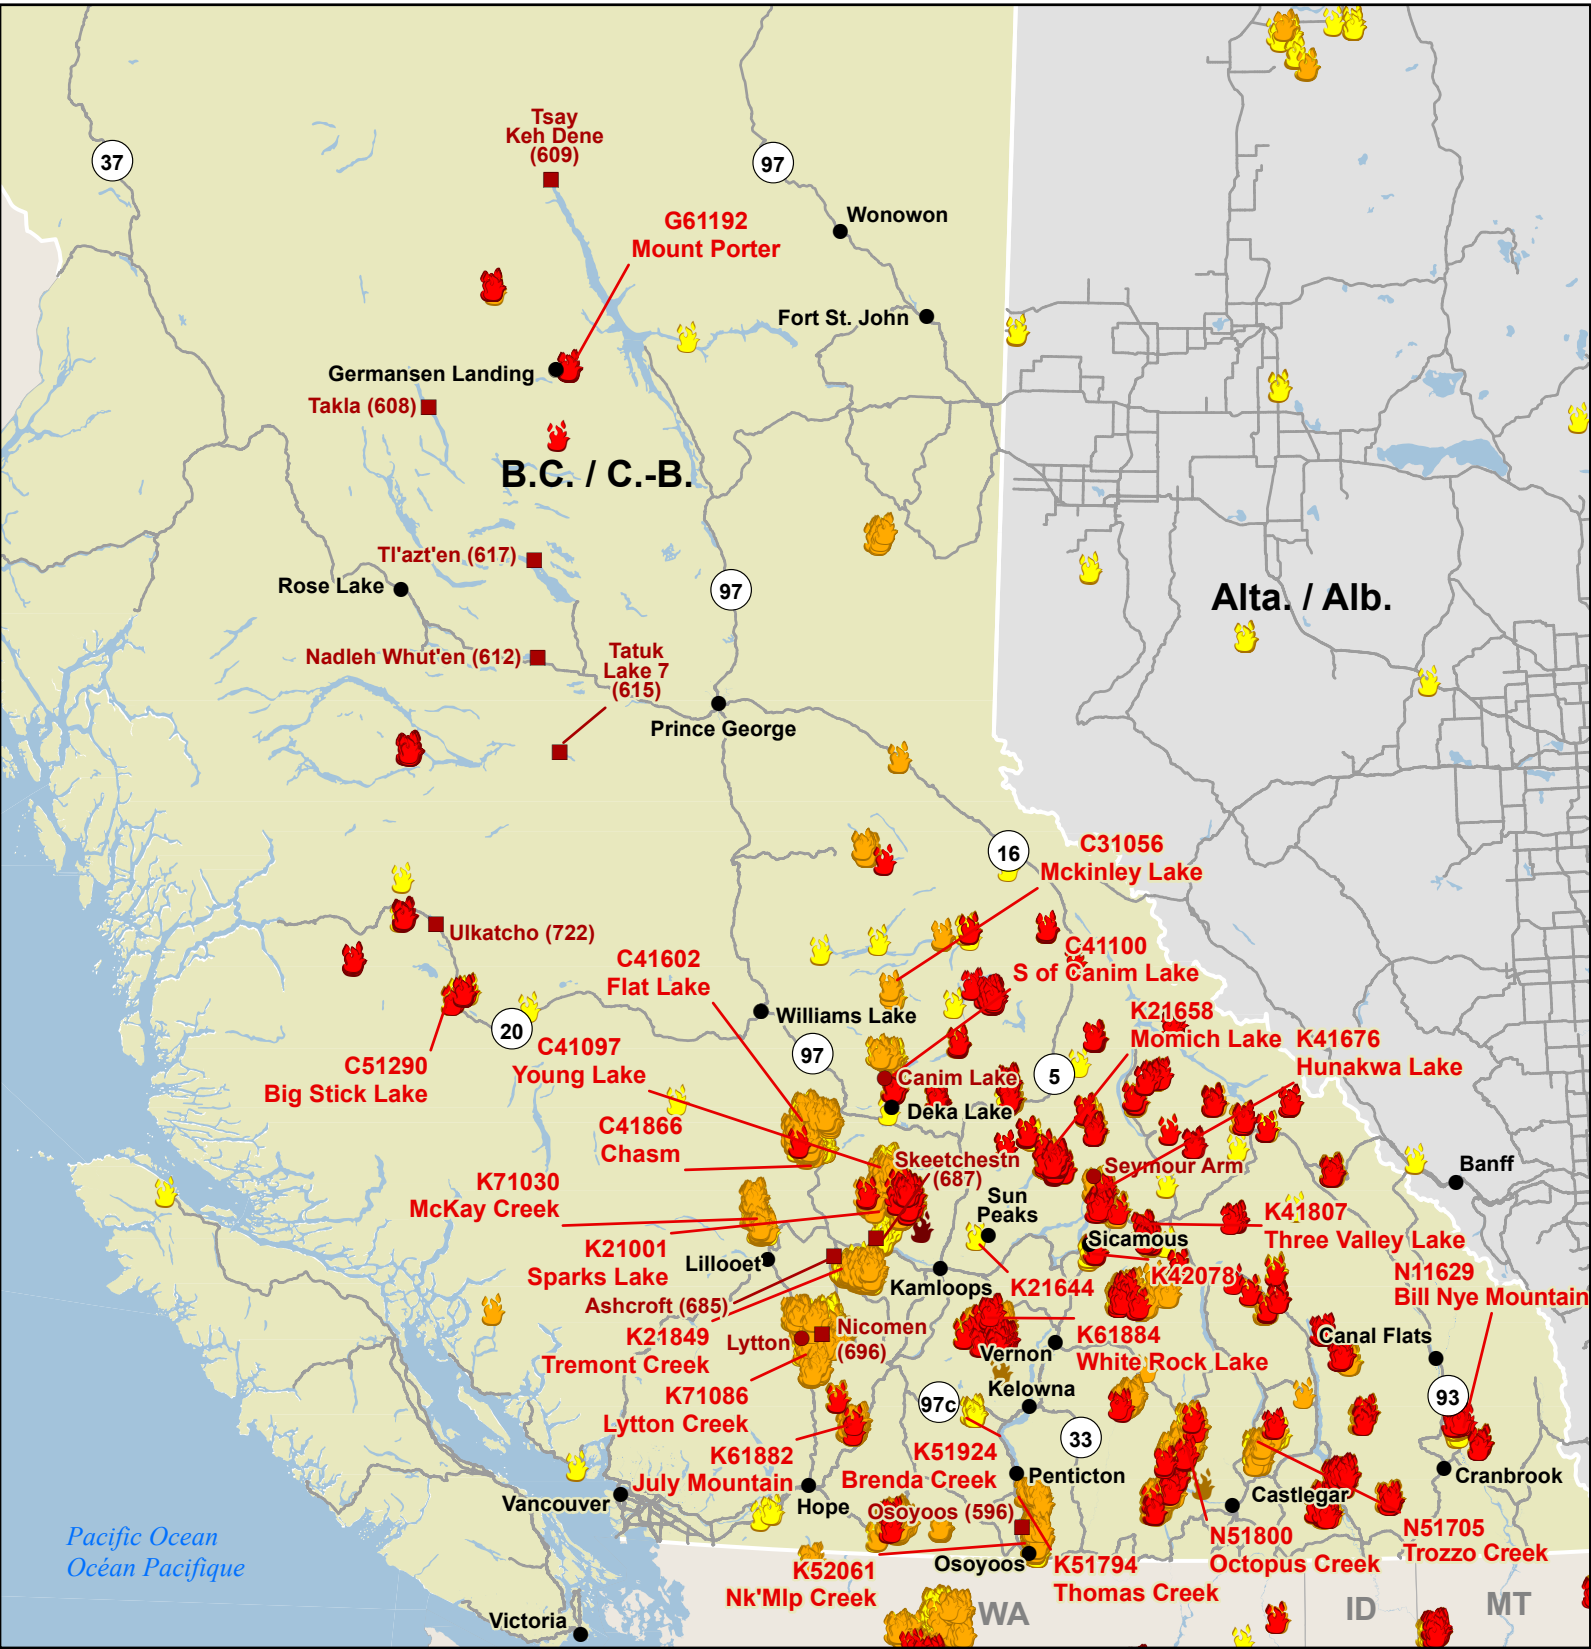 Tsay
Keh Dene
(609)
37
97
Wonowon
G61192
Mount Porter
Fort St. John
Germansen Landing
Takla (608)
B.C. / C.-B.
Tl'azt'en (617)
Rose Lake
97
Alta. / Alb.
Nadleh Whut'en (612)
Tatuk
Lake 7
(615)
Prince George
16
C31056
Mckinley Lake
Ulkatcho (722)
C41602
Flat Lake
C41100
S of Canim Lake
Williams Lake
K21658
Momich Lake
K41676
Hunakwa Lake
20
97
C51290
Big Stick Lake
C41097
Young Lake
5
Canim Lake
Deka Lake
C41866
Chasm
Skeetchestn
(687)
Seymour Arm
Banff
K71030
McKay Creek
Sun
Peaks
K41807
Three Valley Lake
K21001
Sparks Lake
Lillooet
Sicamous
Kamloops
K21644
K42078
N11629
Bill Nye Mountain
Ashcroft (685)
K21849
Tremont Creek
Lytton
Nicomen
(696)
K61884
White Rock Lake
Vernon
Canal Flats
K71086
Lytton Creek
97c
Kelowna
93
33
K61882
July Mountain
K51924
Brenda Creek
Penticton
Cranbrook
Vancouver
Hope
Osoyoos (596)
Castlegar
Pacific Ocean
Océan Pacifique
K52061
Nk'Mlp Creek
Osoyoos
K51794
Thomas Creek
N51800
Octopus Creek
N51705
Trozzo Creek
Victoria
WA
ID
MT